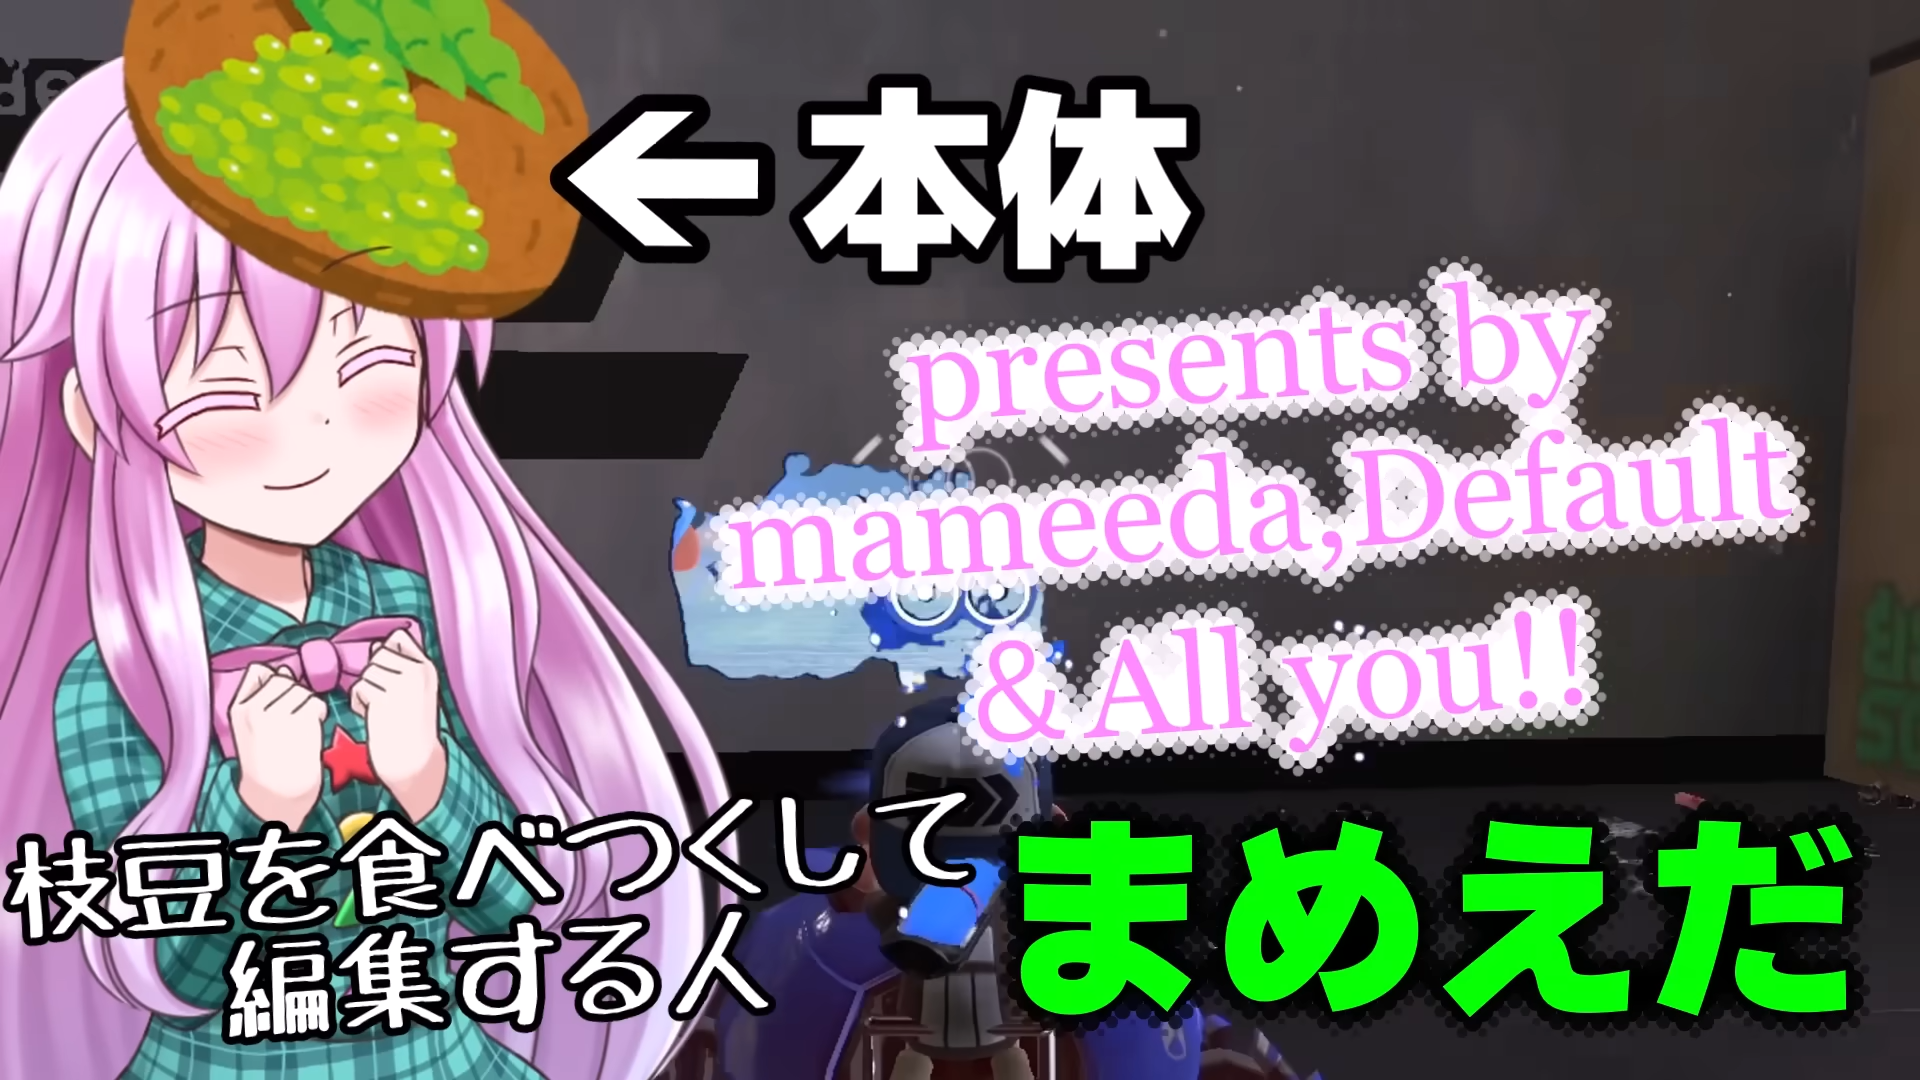 ←本体
presents by
mameeda,Default
&All you!!
枝豆を食べつくして
編集する人
まめえだ